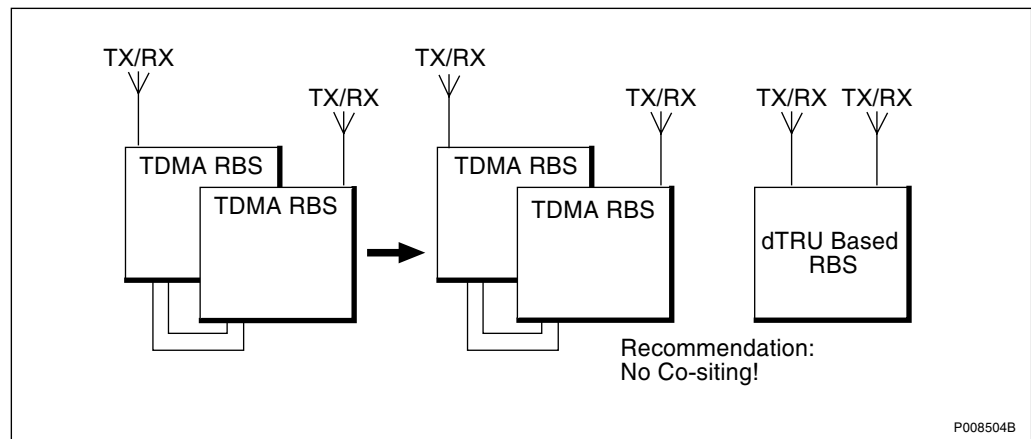 TX/RX
TX/RX
TDMA RBS
TDMA RBS
TX/RX
TX/RX
TDMA RBS
TDMA RBS
TX/RX
TX/RX
dTRU Based
RBS
Recommendation:
No Co-siting!
P008504B